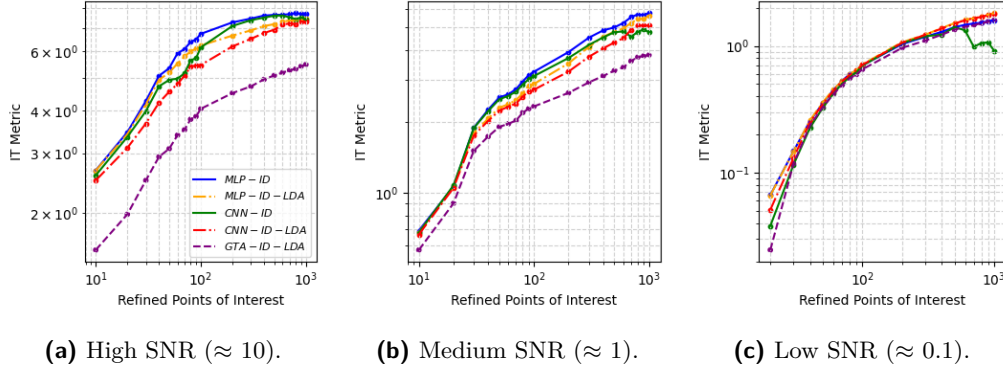 IT Metric
6 × 10⁰
4 × 10⁰
3 × 10⁰
2 × 10⁰
MLP − ID
MLP − ID − LDA
CNN − ID
CNN − ID − LDA
GTA − ID − LDA
10¹ 10² 10³
Refined Points of Interest
(a) High SNR (≈ 10).
IT Metric
10⁰
10¹ 10² 10³
Refined Points of Interest
(b) Medium SNR (≈ 1).
IT Metric
10⁰
10⁻¹
10² 10³
Refined Points of Interest
(c) Low SNR (≈ 0.1).